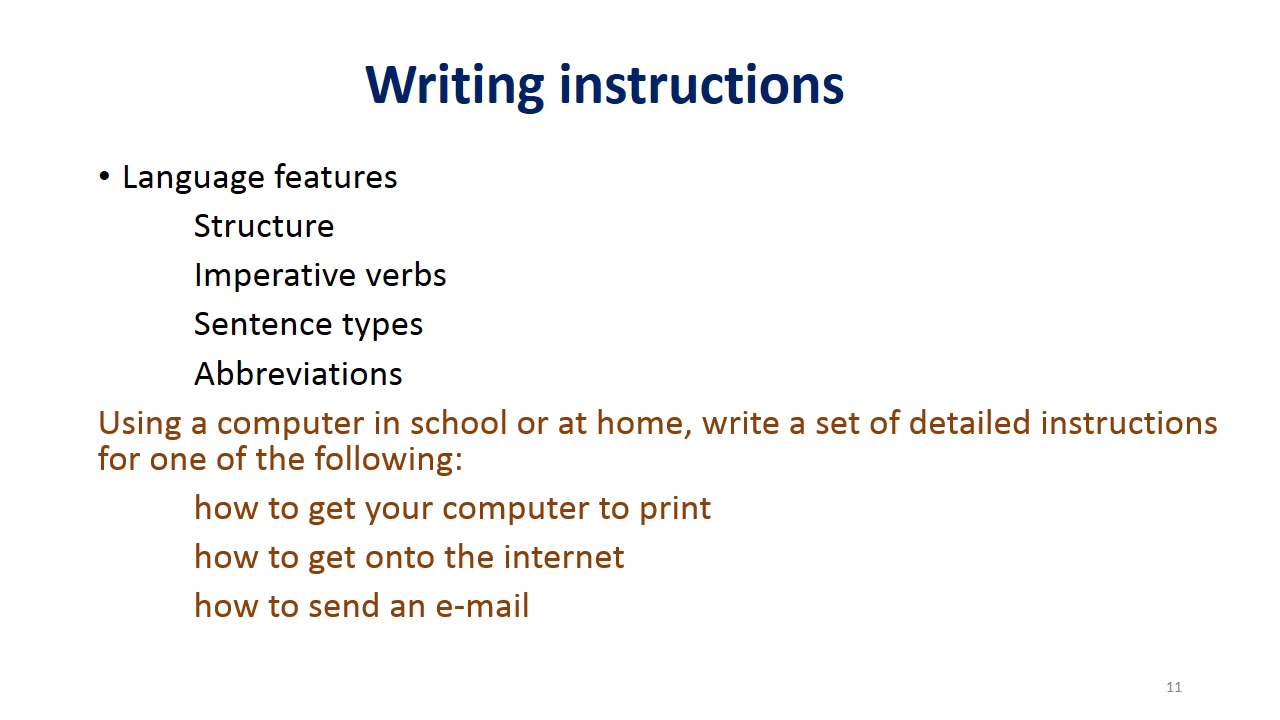 Writing instructions
• Language features
Structure
Imperative verbs
Sentence types
Abbreviations
Using a computer in school or at home, write a set of detailed instructions
for one of the following:
how to get your computer to print
how to get onto the internet
how to send an e-mail
11